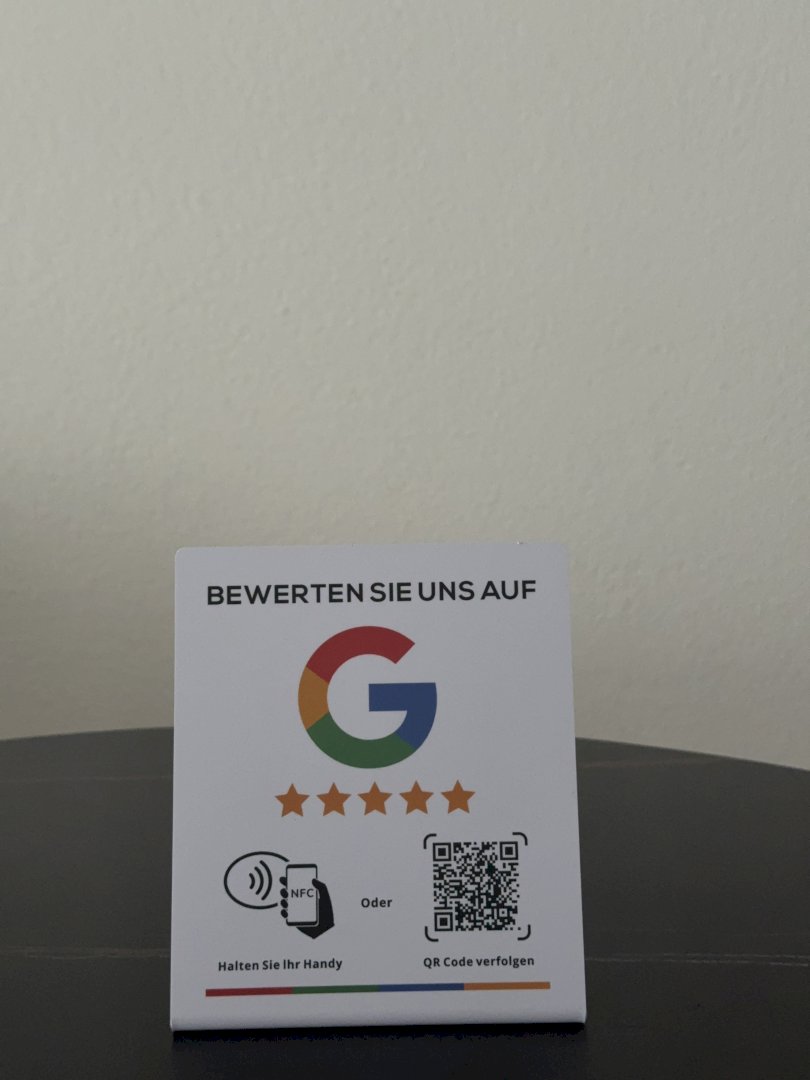 BEWERTEN SIE UNS AUF
G
NFC
Oder
Halten Sie Ihr Handy
QR Code verfolgen